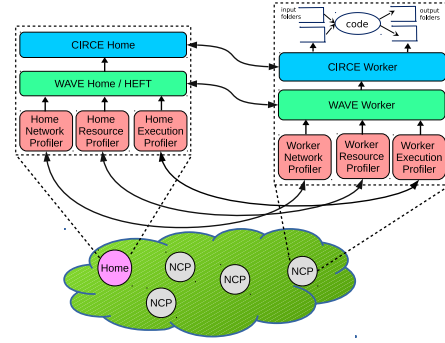 input
folders
code
output
folders
CIRCE Home
CIRCE Worker
WAVE Home / HEFT
WAVE Worker
Home
Network
Profiler
Home
Resource
Profiler
Home
Execution
Profiler
Worker
Network
Profiler
Worker
Resource
Profiler
Worker
Execution
Profiler
Home
NCP
NCP
NCP
NCP